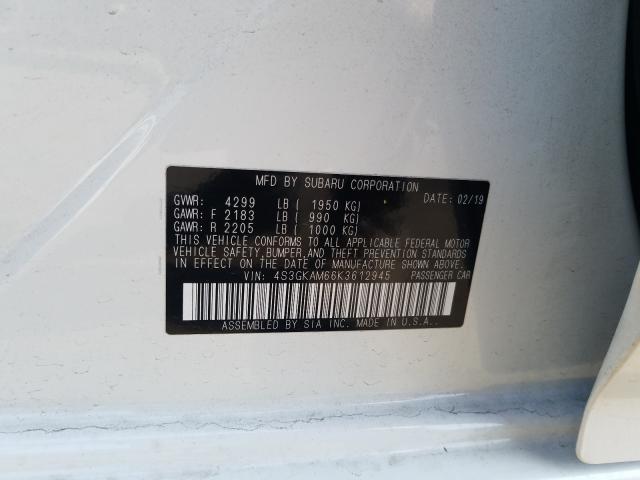 MFD BY SUBARU CORPORATION
DATE: 02/19
GVWR: 4299 LB ( 1950 KG)
GAWR: F 2183 LB ( 990 KG)
GAWR: R 2205 LB ( 1000 KG)
THIS VEHICLE CONFORMS TO ALL APPLICABLE FEDERAL MOTOR
VEHICLE SAFETY, BUMPER, AND THEFT PREVENTION STANDARDS
IN EFFECT ON THE DATE OF MANUFACTURE SHOWN ABOVE.
VIN: 4S3GKAM66K3612945 PASSENGER CAR
ASSEMBLED BY SIA INC. MADE IN U.S.A.